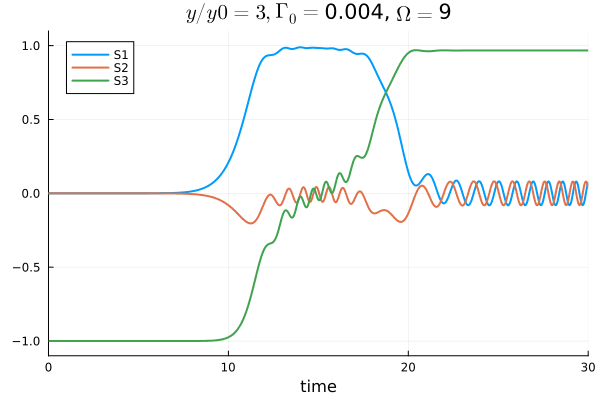 y/y0 = 3, Γ₀ = 0.004, Ω = 9
S1
S2
S3
1.0
0.5
0.0
−0.5
−1.0
0 10 20 30
time